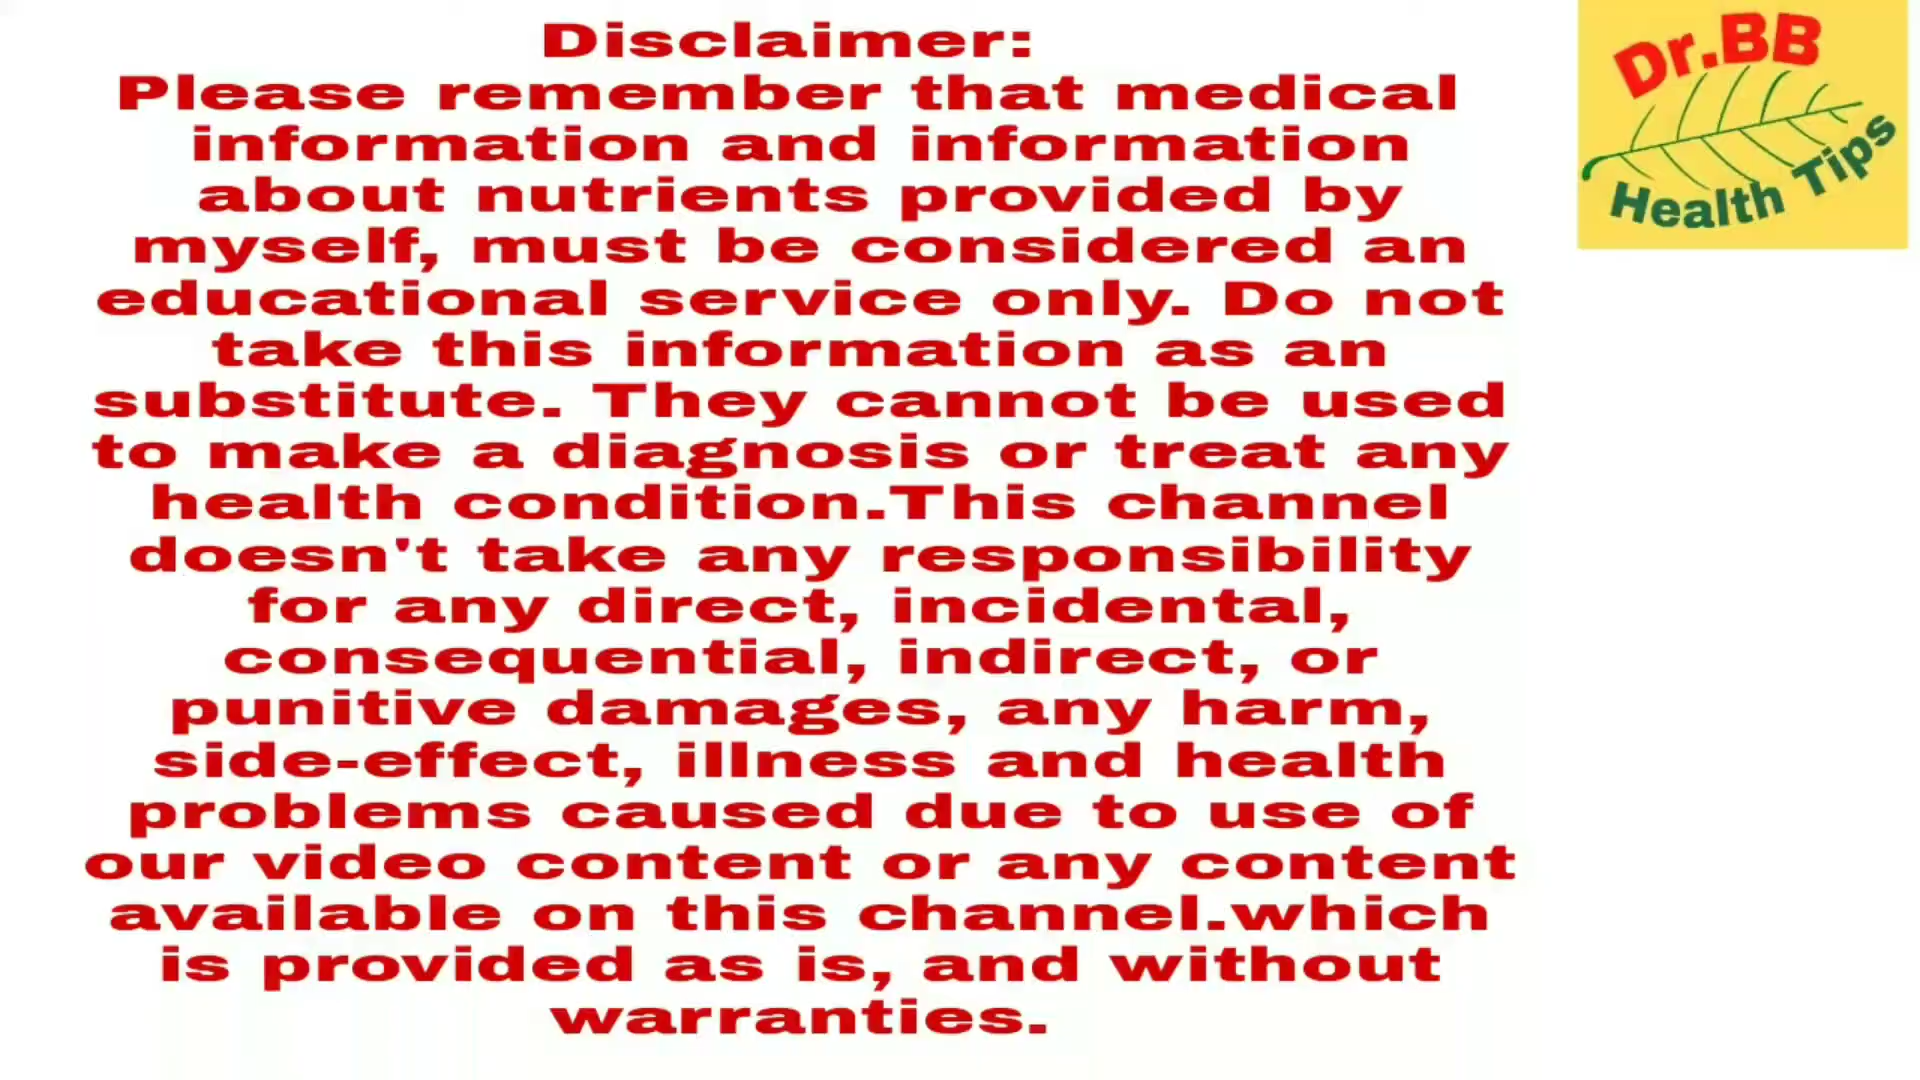 Disclaimer:
Please remember that medical
information and information
about nutrients provided by
myself, must be considered an
educational service only. Do not
take this information as an
substitute. They cannot be used
to make a diagnosis or treat any
health condition.This channel
doesn't take any responsibility
for any direct, incidental,
consequential, indirect, or
punitive damages, any harm,
side-effect, illness and health
problems caused due to use of
our video content or any content
available on this channel.which
is provided as is, and without
warranties.
Dr.BB
Health Tips